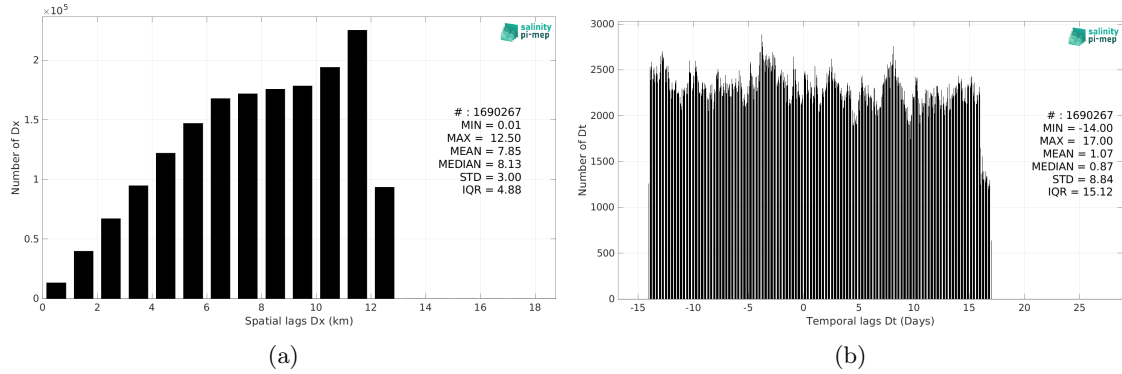 ×10⁵
2
1.5
1
0.5
0
Number of Dx
0 2 4 6 8 10 12 14 16 18
Spatial lags Dx (km)
salinity
pi-mep
# : 1690267
MIN = 0.01
MAX = 12.50
MEAN = 7.85
MEDIAN = 8.13
STD = 3.00
IQR = 4.88
(a)
3000
2500
2000
1500
1000
500
0
Number of Dt
-15 -10 -5 0 5 10 15 20 25
Temporal lags Dt (Days)
salinity
pi-mep
# : 1690267
MIN = -14.00
MAX = 17.00
MEAN = 1.07
MEDIAN = 0.87
STD = 8.84
IQR = 15.12
(b)